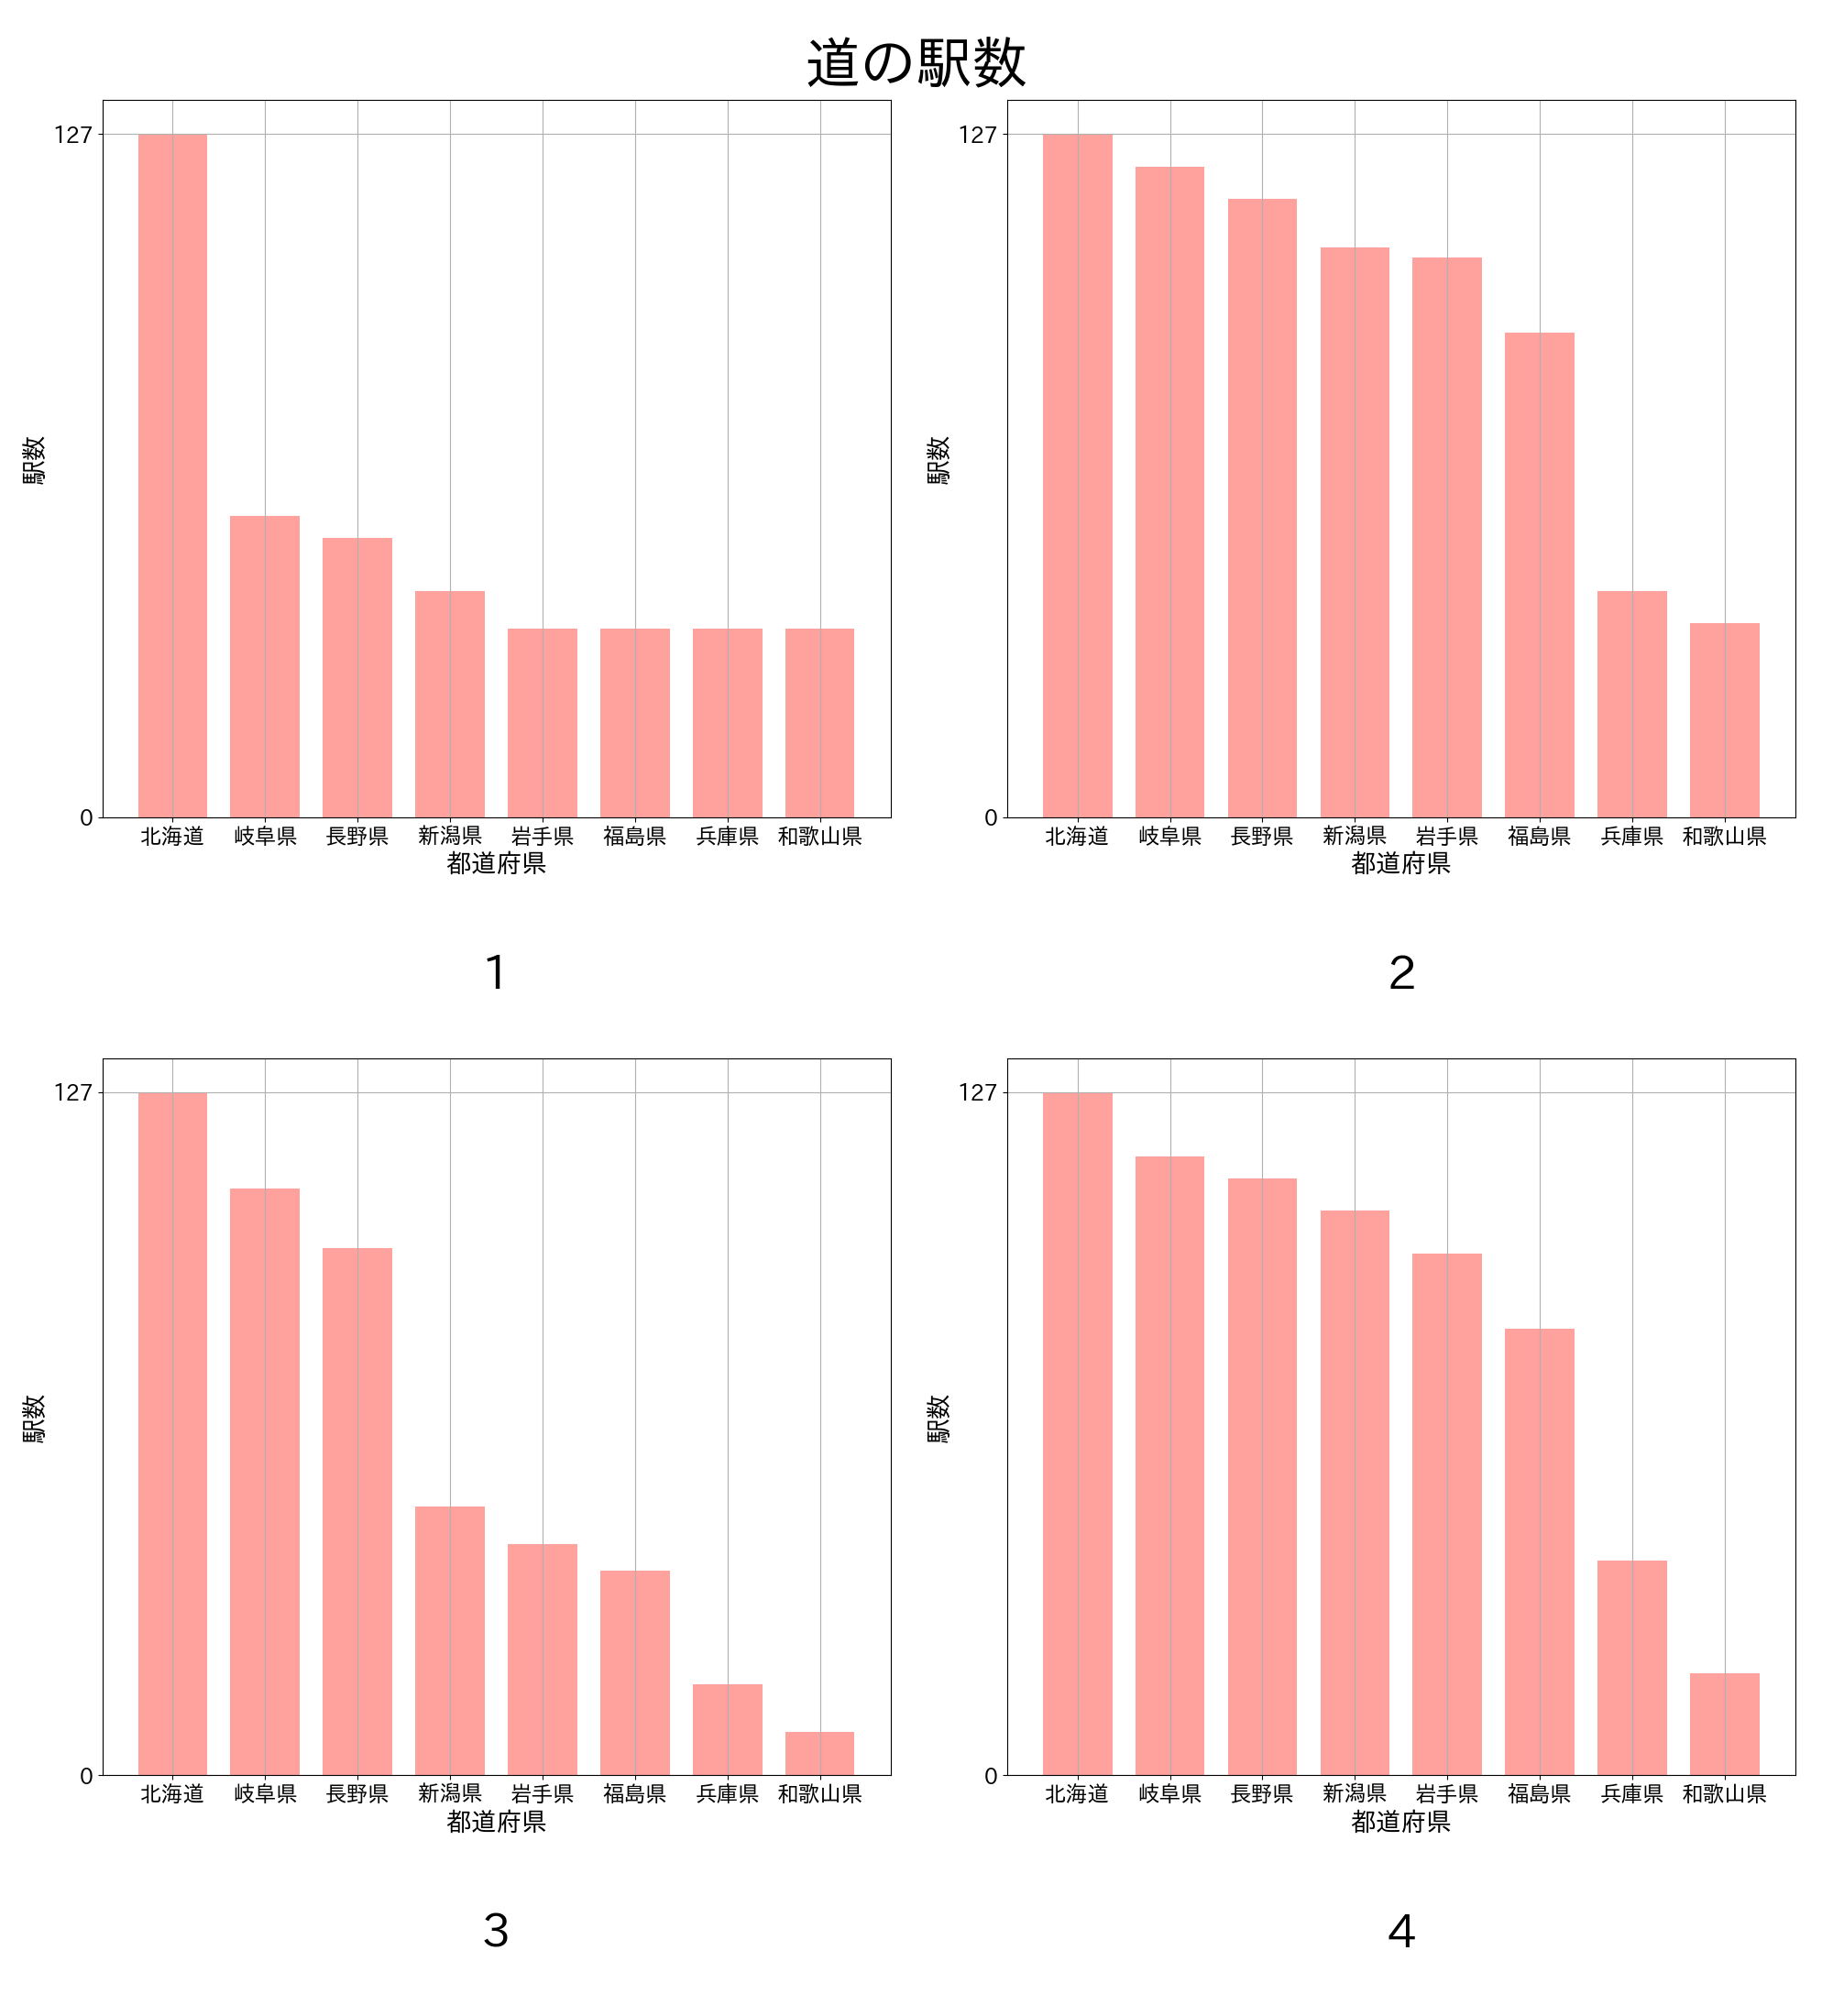 道の駅数
127
駅数
0
北海道 岐阜県 長野県 新潟県 岩手県 福島県 兵庫県 和歌山県
都道府県
1
127
駅数
0
北海道 岐阜県 長野県 新潟県 岩手県 福島県 兵庫県 和歌山県
都道府県
2
127
駅数
0
北海道 岐阜県 長野県 新潟県 岩手県 福島県 兵庫県 和歌山県
都道府県
3
127
駅数
0
北海道 岐阜県 長野県 新潟県 岩手県 福島県 兵庫県 和歌山県
都道府県
4